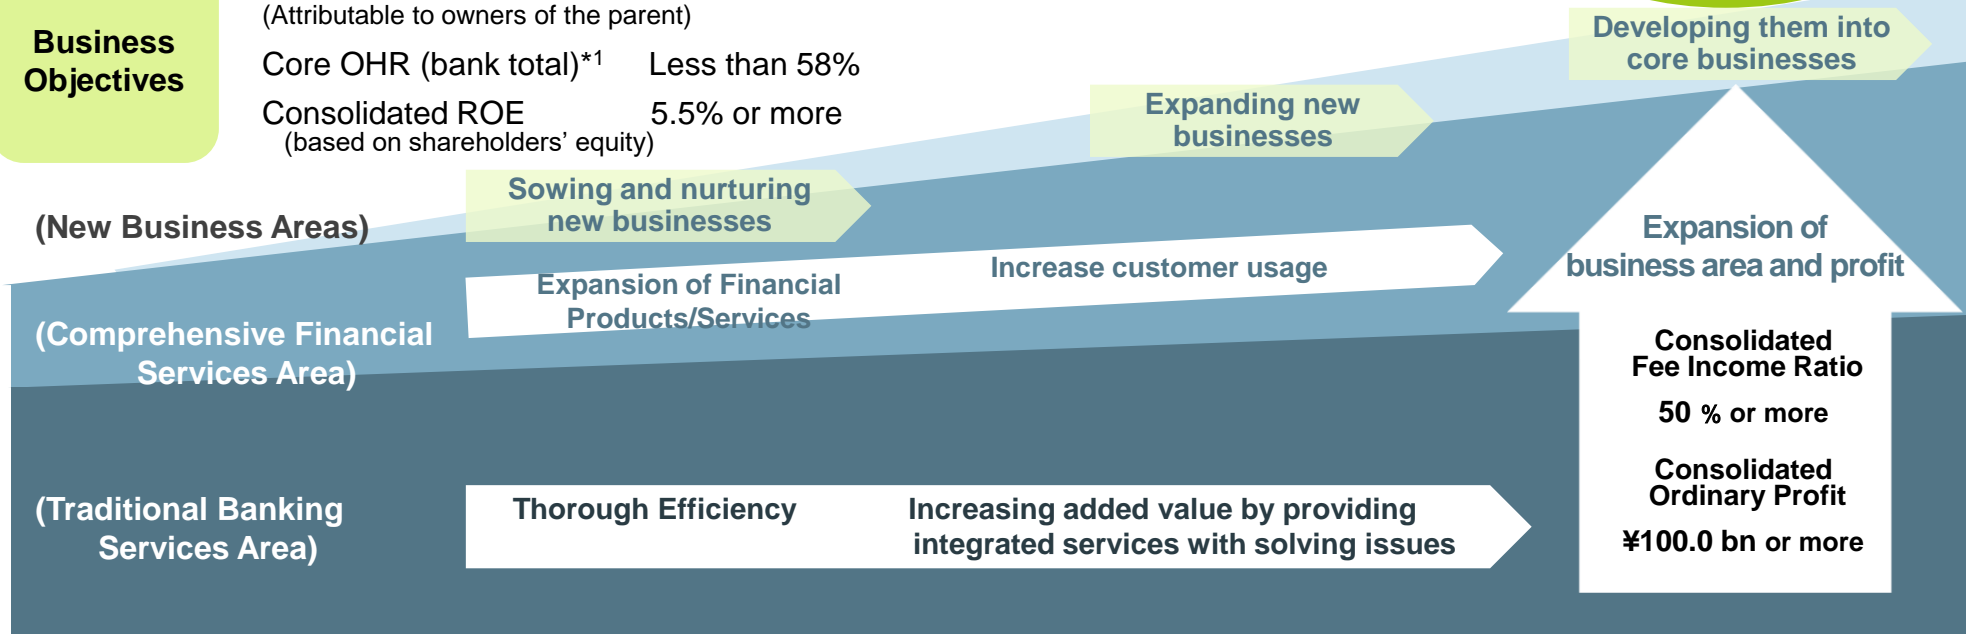 Business
Objectives
(Attributable to owners of the parent)
Core OHR (bank total)*1 Less than 58%
Consolidated ROE 5.5% or more
(based on shareholders' equity)
Developing them into
core businesses
Expanding new
businesses
Sowing and nurturing
new businesses
(New Business Areas)
Expansion of Financial
Products/Services
Increase customer usage
Expansion of
business area and profit
(Comprehensive Financial
Services Area)
Consolidated
Fee Income Ratio
50 % or more
Consolidated
Ordinary Profit
¥100.0 bn or more
(Traditional Banking
Services Area)
Thorough Efficiency
Increasing added value by providing
integrated services with solving issues